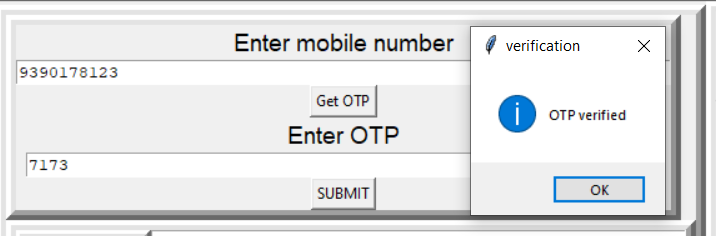 Enter mobile number
9390178123
Get OTP
Enter OTP
7173
SUBMIT
verification
OTP verified
OK